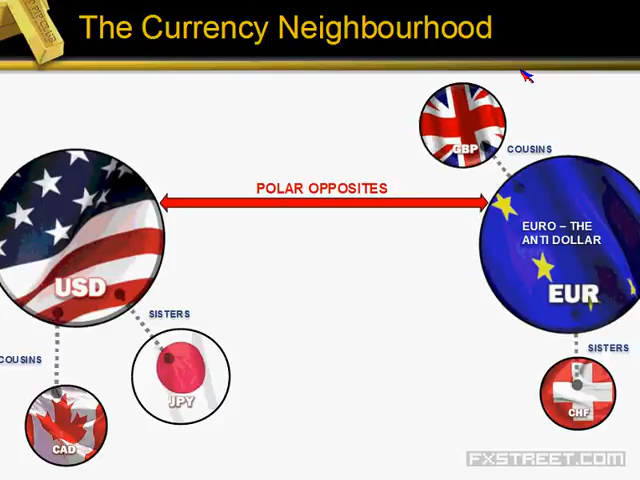 The Currency Neighbourhood
GBP
COUSINS
POLAR OPPOSITES
EURO – THE
ANTI DOLLAR
USD
EUR
SISTERS
SISTERS
COUSINS
JPY
CHF
CAD
FXSTREET.COM